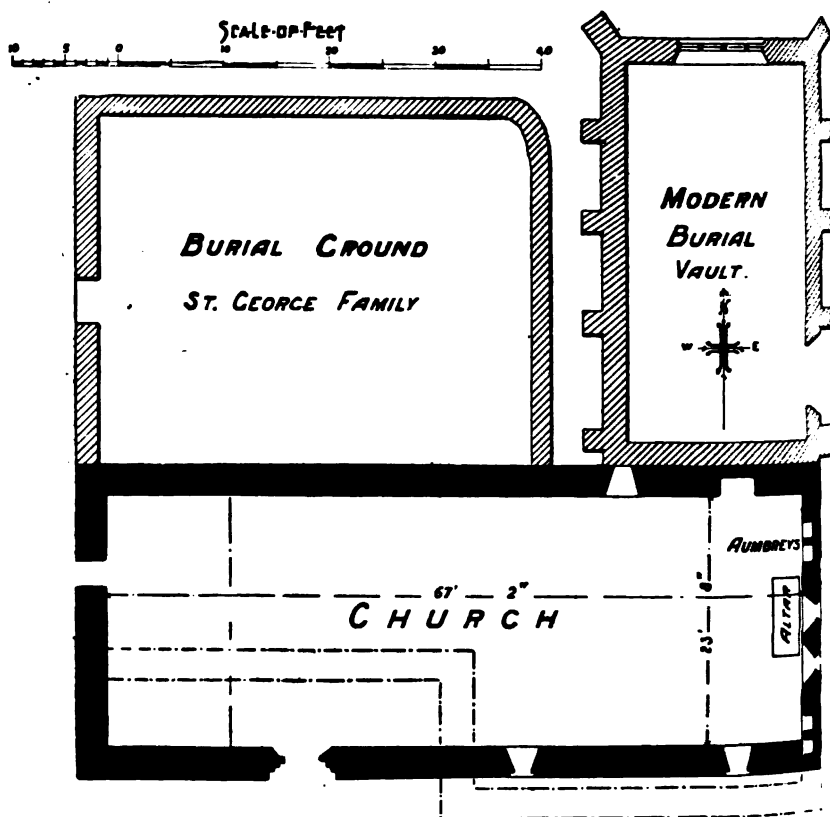 SCALE-OF-FEET
10 5 0 10 20 30 40
BURIAL GROUND
ST. GEORGE FAMILY
MODERN
BURIAL
VAULT.
N
W E
AUMBREYS
67' 2"
23' 8"
CHURCH
ALTAR